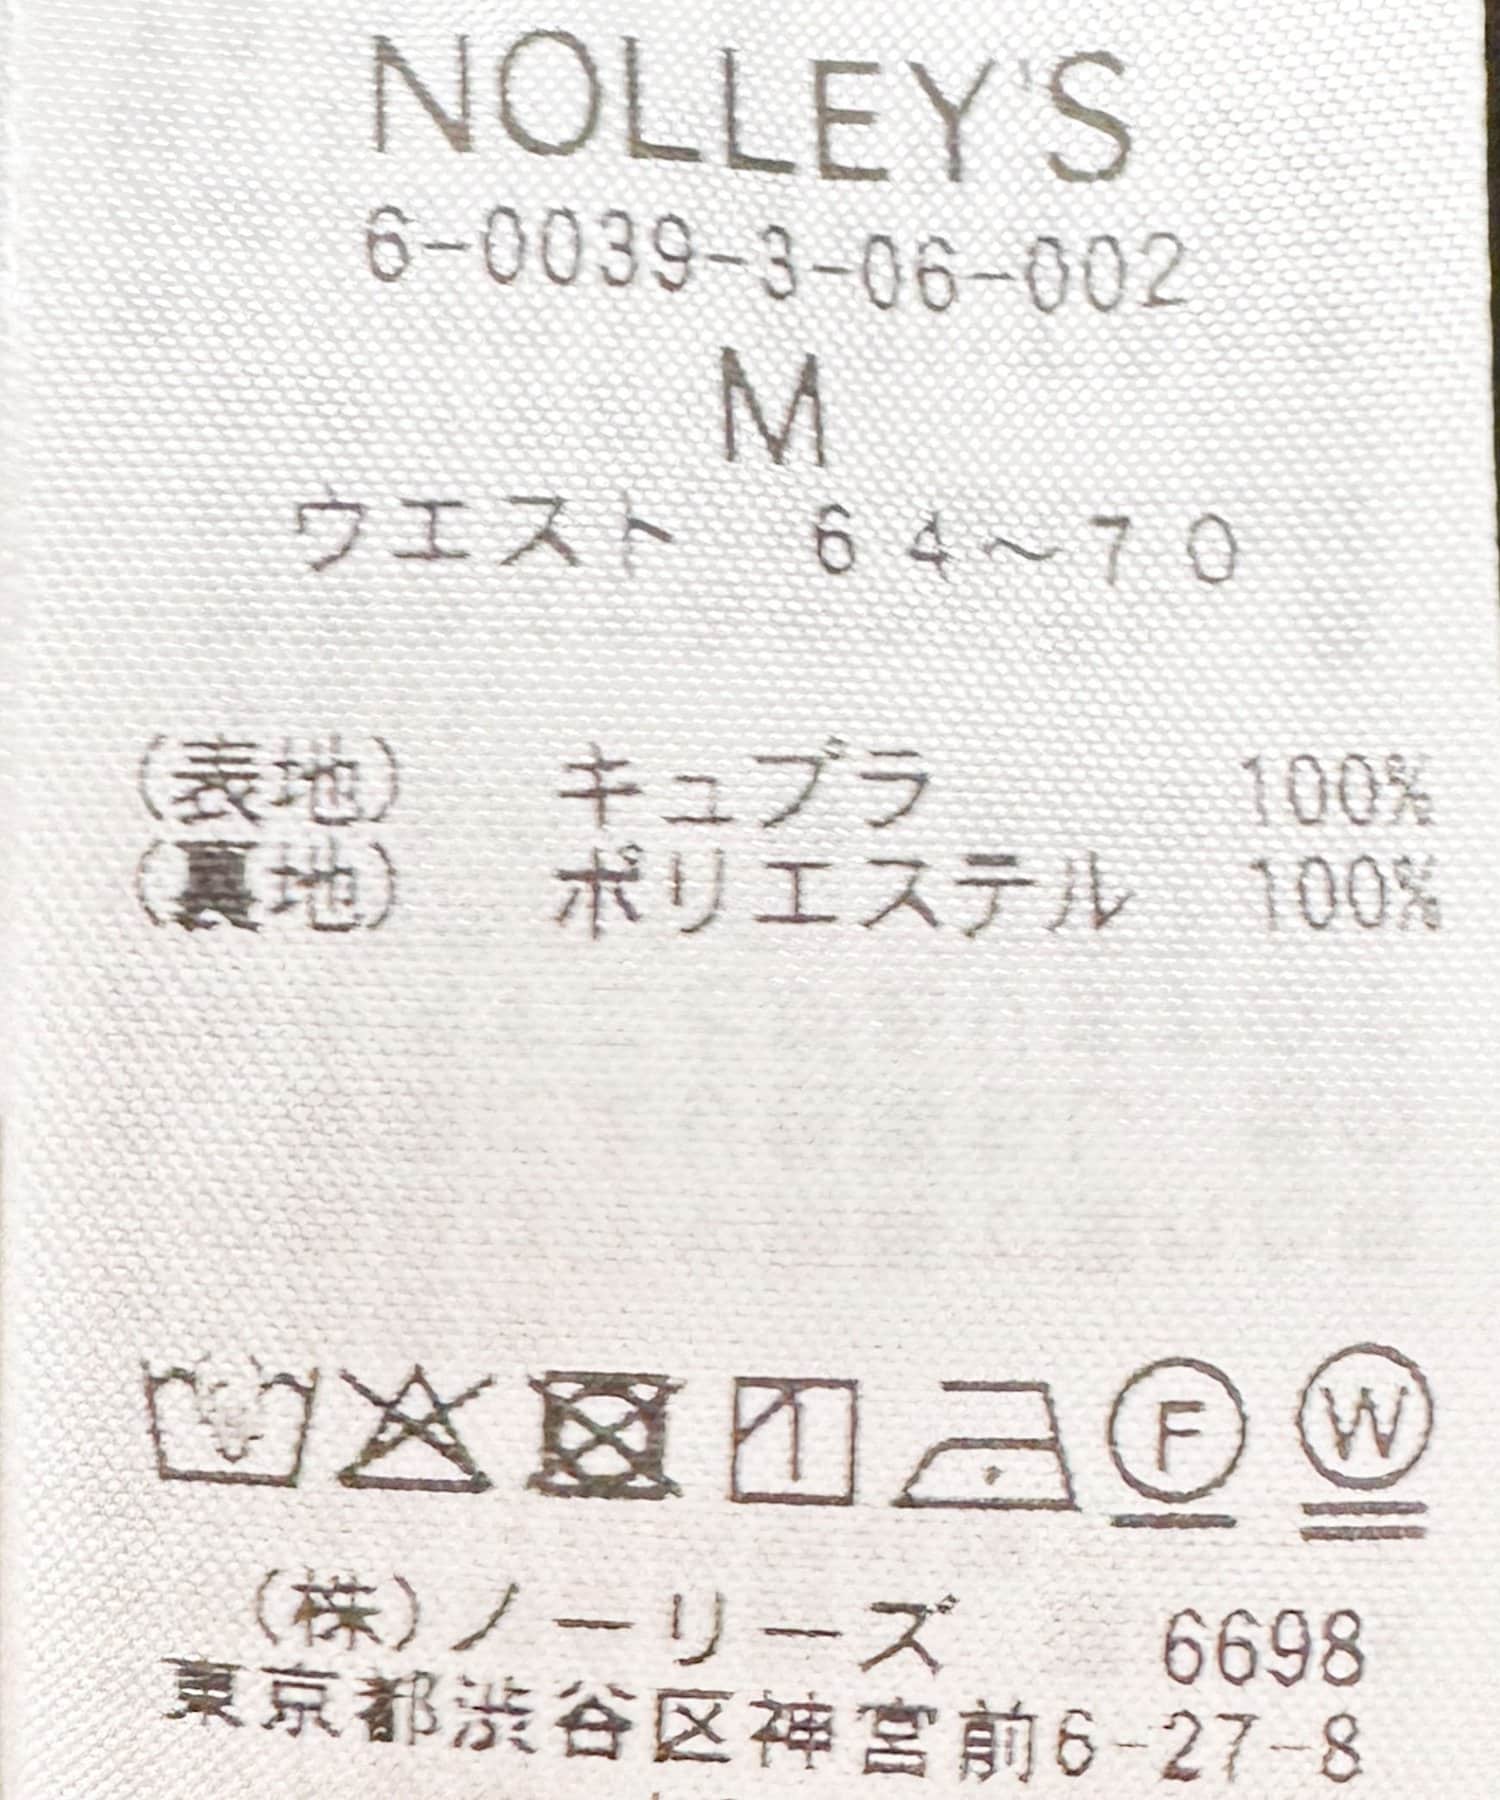 NOLLEY'S
6-0039-3-06-002
M
ウエスト 64~70
(表地) キュプラ 100%
(裏地) ポリエステル 100%
F W
(株)ノーリーズ 6698
東京都渋谷区神宮前6-27-8